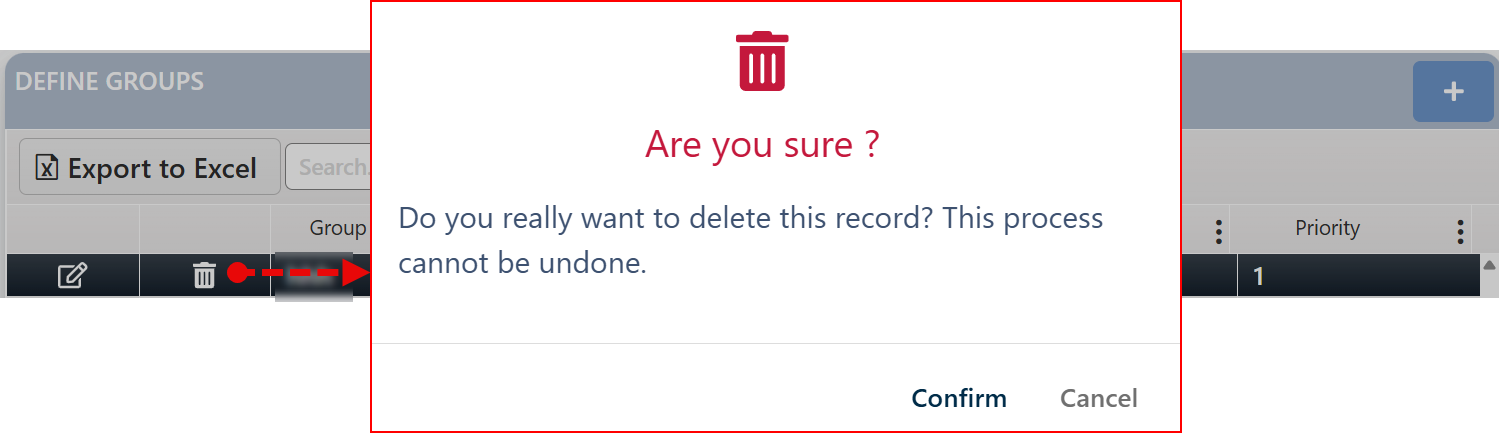 DEFINE GROUPS
+
Export to Excel
Search.
Group
Priority
1
Are you sure ?
Do you really want to delete this record? This process
cannot be undone.
Confirm
Cancel